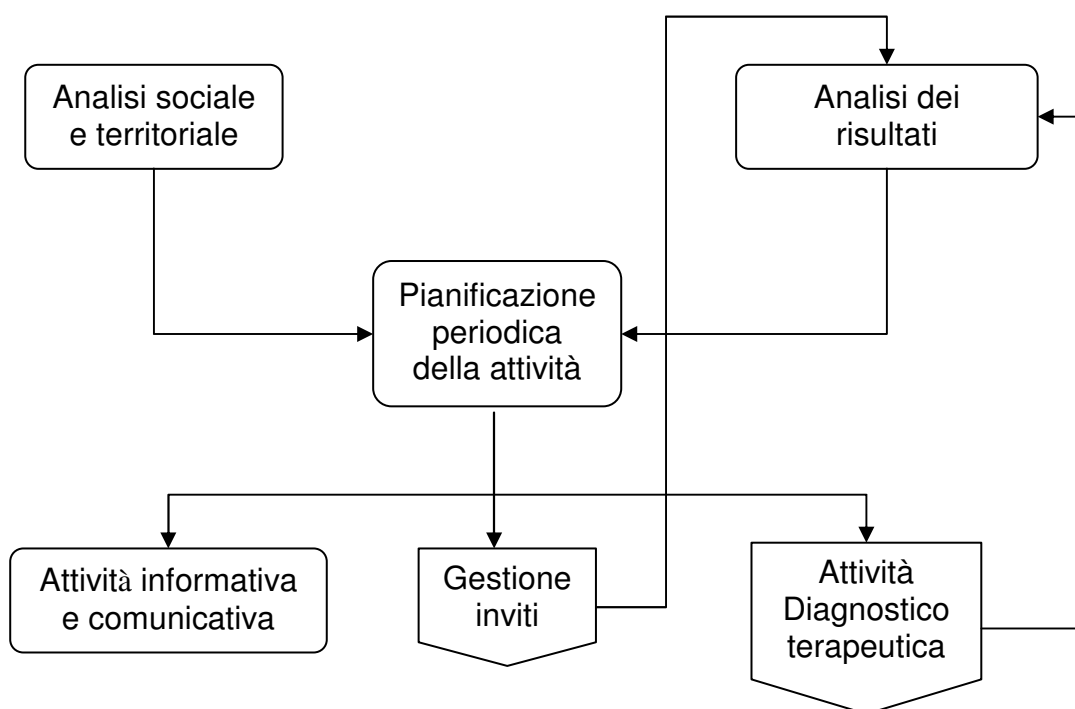 Analisi sociale
e territoriale
Analisi dei
risultati
Pianificazione
periodica
della attività
Attività informativa
e comunicativa
Gestione
inviti
Attività
Diagnostico
terapeutica